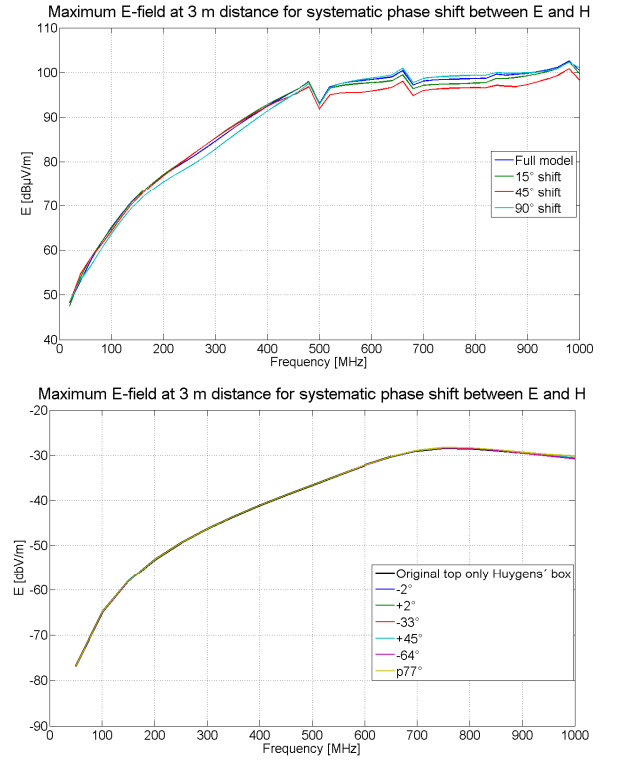 Maximum E-field at 3 m distance for systematic phase shift between E and H
110
100
90
80
70
60
50
40
E [dBµV/m]
0 100 200 300 400 500 600 700 800 900 1000
Frequency [MHz]
Full model
15° shift
45° shift
90° shift
Maximum E-field at 3 m distance for systematic phase shift between E and H
-20
-30
-40
-50
-60
-70
-80
-90
E [dbV/m]
0 100 200 300 400 500 600 700 800 900 1000
Frequency [MHz]
Original top only Huygens´ box
-2°
+2°
-33°
+45°
-64°
p77°